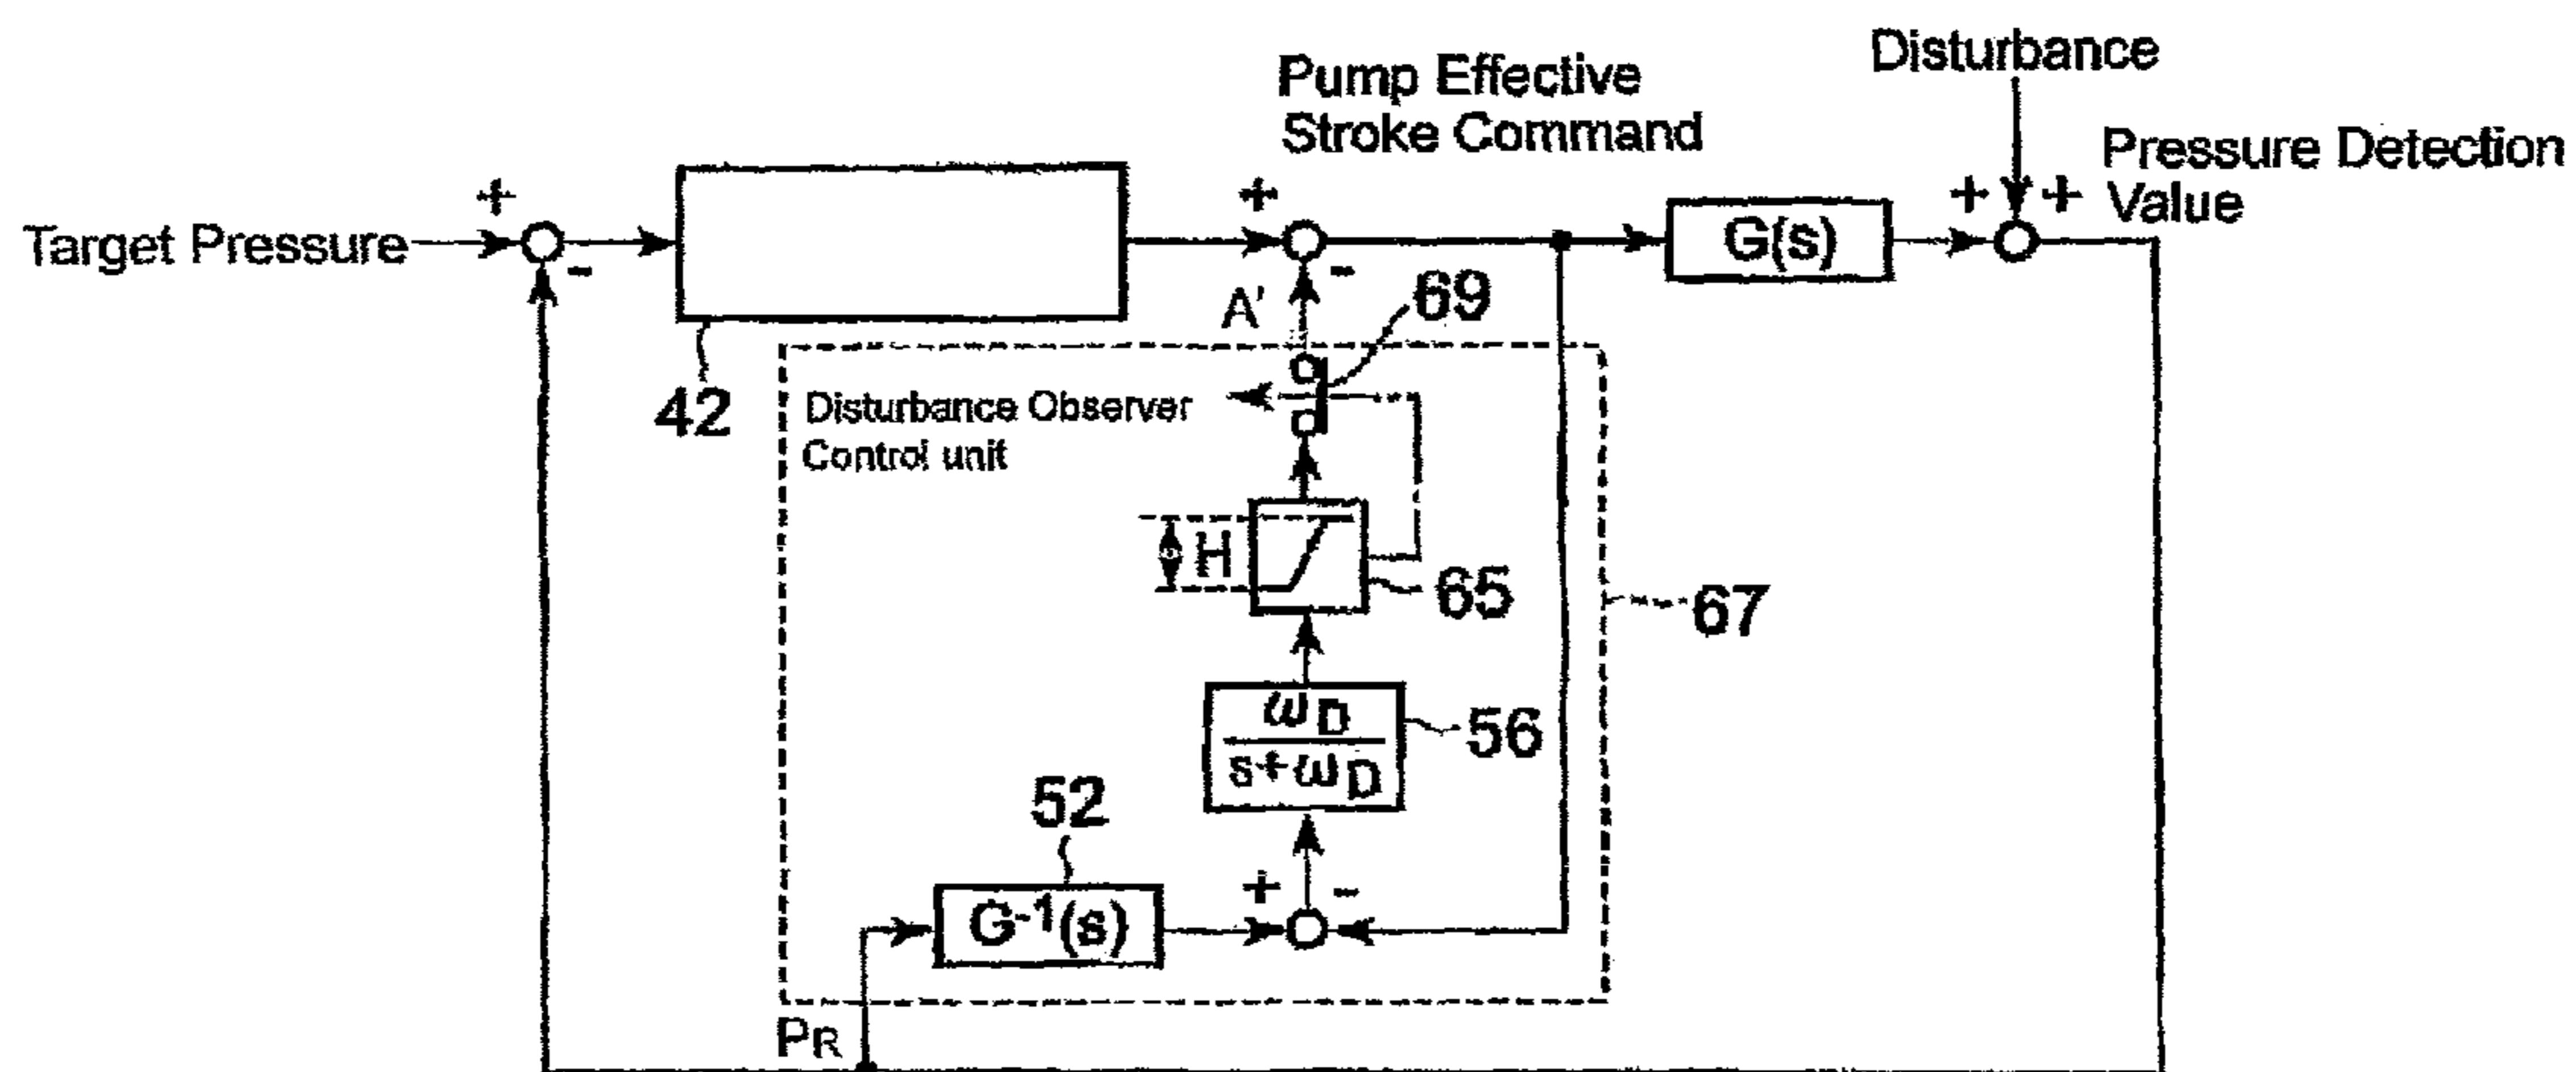 Disturbance
Pump Effective
Stroke Command
Pressure Detection
Value
+
+
+ +
Target Pressure
G(s)
-
-
A'
69
42
Disturbance Observer
Control unit
H
65
67
ωD
s+ωD
56
52
+ -
G-1(s)
PR